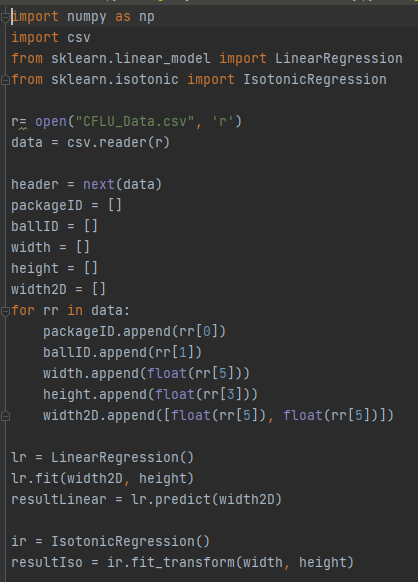 import numpy as np
import csv
from sklearn.linear_model import LinearRegression
from sklearn.isotonic import IsotonicRegression

r= open("CFLU_Data.csv", 'r')
data = csv.reader(r)

header = next(data)
packageID = []
ballID = []
width = []
height = []
width2D = []
for rr in data:
    packageID.append(rr[0])
    ballID.append(rr[1])
    width.append(float(rr[5]))
    height.append(float(rr[3]))
    width2D.append([float(rr[5]), float(rr[5])])

lr = LinearRegression()
lr.fit(width2D, height)
resultLinear = lr.predict(width2D)

ir = IsotonicRegression()
resultIso = ir.fit_transform(width, height)